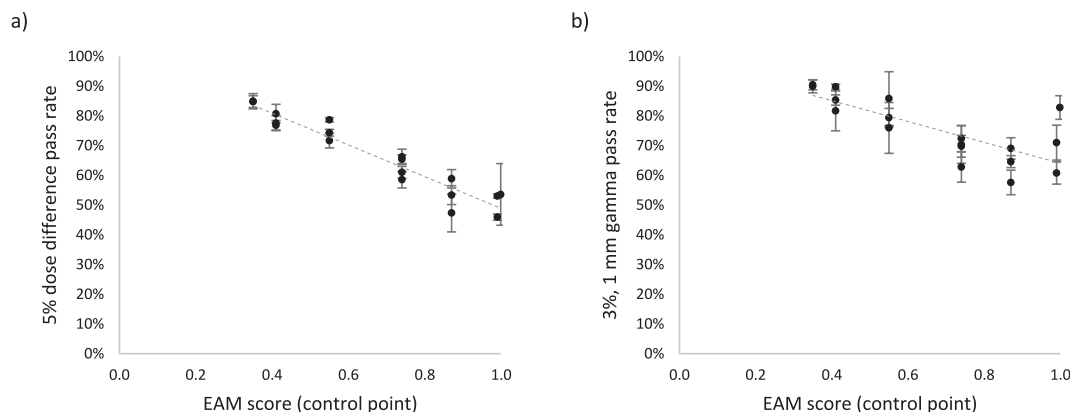 a)
5% dose difference pass rate
100%
90%
80%
70%
60%
50%
40%
30%
20%
10%
0%
0.0 0.2 0.4 0.6 0.8 1.0
EAM score (control point)
b)
3%, 1 mm gamma pass rate
100%
90%
80%
70%
60%
50%
40%
30%
20%
10%
0%
0.0 0.2 0.4 0.6 0.8 1.0
EAM score (control point)